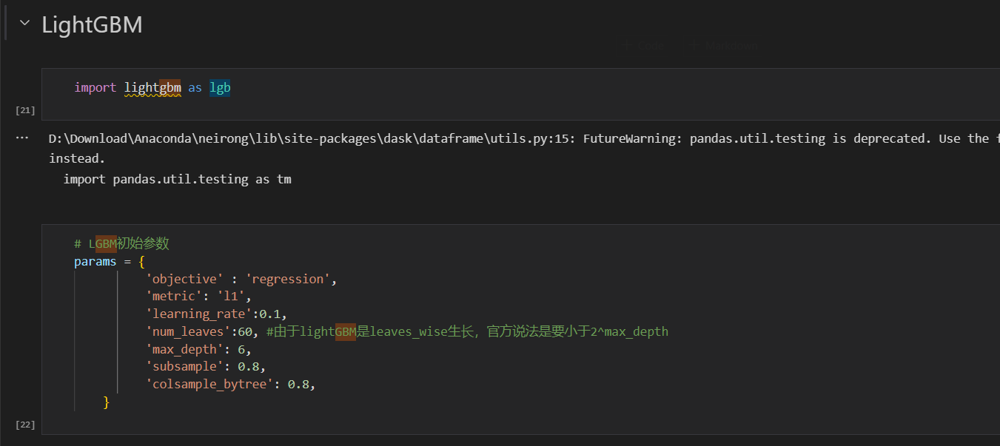 LightGBM
import lightgbm as lgb
[21]
D:\Download\Anaconda\neirong\lib\site-packages\dask\dataframe\utils.py:15: FutureWarning: pandas.util.testing is deprecated. Use the f
instead.
import pandas.util.testing as tm
# LGBM初始参数
params = {
'objective' : 'regression',
'metric': 'l1',
'learning_rate':0.1,
'num_leaves':60, #由于lightGBM是leaves_wise生长，官方说法是要小于2^max_depth
'max_depth': 6,
'subsample': 0.8,
'colsample_bytree': 0.8,
}
[22]